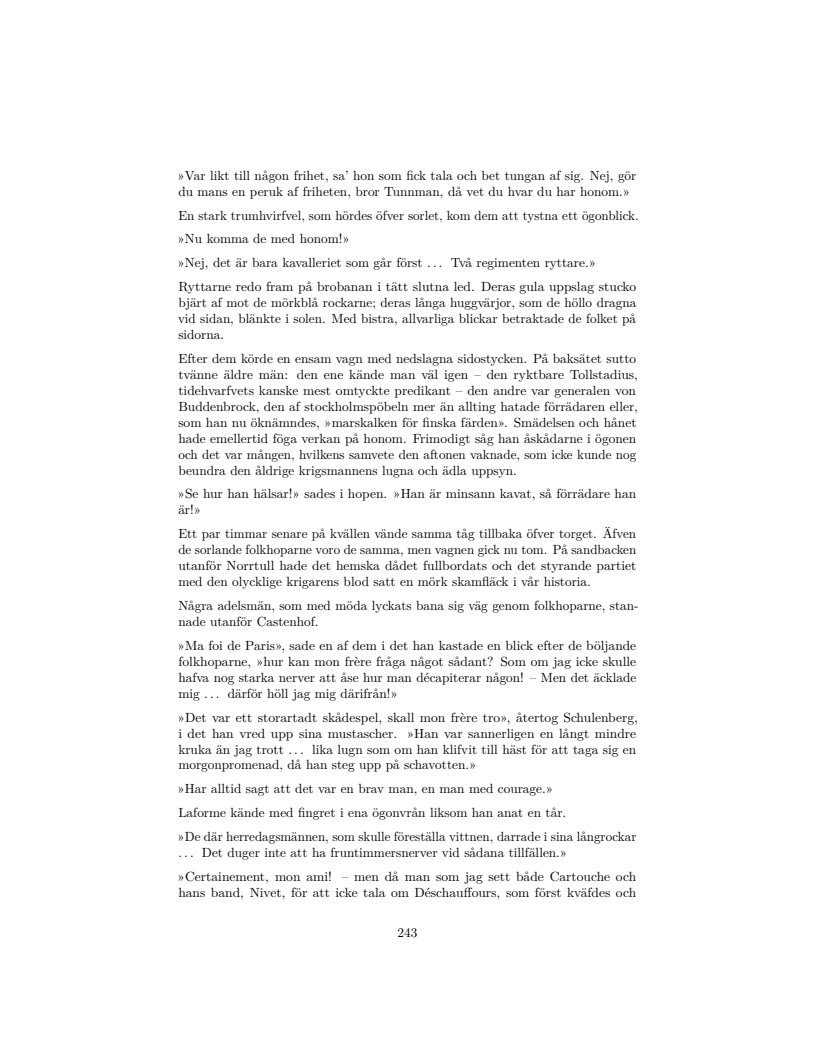 »Var likt till någon frihet, sa’ hon som fick tala och bet tungan af sig. Nej, gör
du mans en peruk af friheten, bror Tunnman, då vet du hvar du har honom.»
En stark trumhvirfvel, som hördes öfver sorlet, kom dem att tystna ett ögonblick.
»Nu komma de med honom!»
»Nej, det är bara kavalleriet som går först ... Två regimenten ryttare.»
Ryttarne redo fram på brobanan i tätt slutna led. Deras gula uppslag stucko
bjärt af mot de mörkblå rockarne; deras långa huggvärjor, som de höllo dragna
vid sidan, blänkte i solen. Med bistra, allvarliga blickar betraktade de folket på
sidorna.
Efter dem körde en ensam vagn med nedslagna sidostycken. På baksätet sutto
tvänne äldre män: den ene kände man väl igen – den ryktbare Tollstadius,
tidehvarfvets kanske mest omtyckte predikant – den andre var generalen von
Buddenbrock, den af stockholmspöbeln mer än allting hatade förrädaren eller,
som han nu öknämndes, »marskalken för finska färden». Smädelsen och hånet
hade emellertid föga verkan på honom. Frimodigt såg han åskådarne i ögonen
och det var mången, hvilkens samvete den aftonen vaknade, som icke kunde nog
beundra den åldrige krigsmannens lugna och ädla uppsyn.
»Se hur han hälsar!» sades i hopen. »Han är minsann kavat, så förrädare han
är!»
Ett par timmar senare på kvällen vände samma tåg tillbaka öfver torget. Äfven
de sorlande folkhoparne voro de samma, men vagnen gick nu tom. På sandbacken
utanför Norrtull hade det hemska dådet fullbordats och det styrande partiet
med den olycklige krigarens blod satt en mörk skamfläck i vår historia.
Några adelsmän, som med möda lyckats bana sig väg genom folkhoparne, stan-
nade utanför Castenhof.
»Ma foi de Paris», sade en af dem i det han kastade en blick efter de böljande
folkhoparne, »hur kan mon frère fråga något sådant? Som om jag icke skulle
hafva nog starka nerver att åse hur man décapiterar någon! – Men det äcklade
mig ... därför höll jag mig därifrån!»
»Det var ett storartadt skådespel, skall mon frère tro», återtog Schulenberg,
i det han vred upp sina mustascher. »Han var sannerligen en långt mindre
kruka än jag trott ... lika lugn som om han klifvit till häst för att taga sig en
morgonpromenad, då han steg upp på schavotten.»
»Har alltid sagt att det var en brav man, en man med courage.»
Laforme kände med fingret i ena ögonvrån liksom han anat en tår.
»De där herredagsmännen, som skulle föreställa vittnen, darrade i sina långrockar
... Det duger inte att ha fruntimmersnerver vid sådana tillfällen.»
»Certainement, mon ami! – men då man som jag sett både Cartouche och
hans band, Nivet, för att icke tala om Déschauffours, som först kväfdes och
243